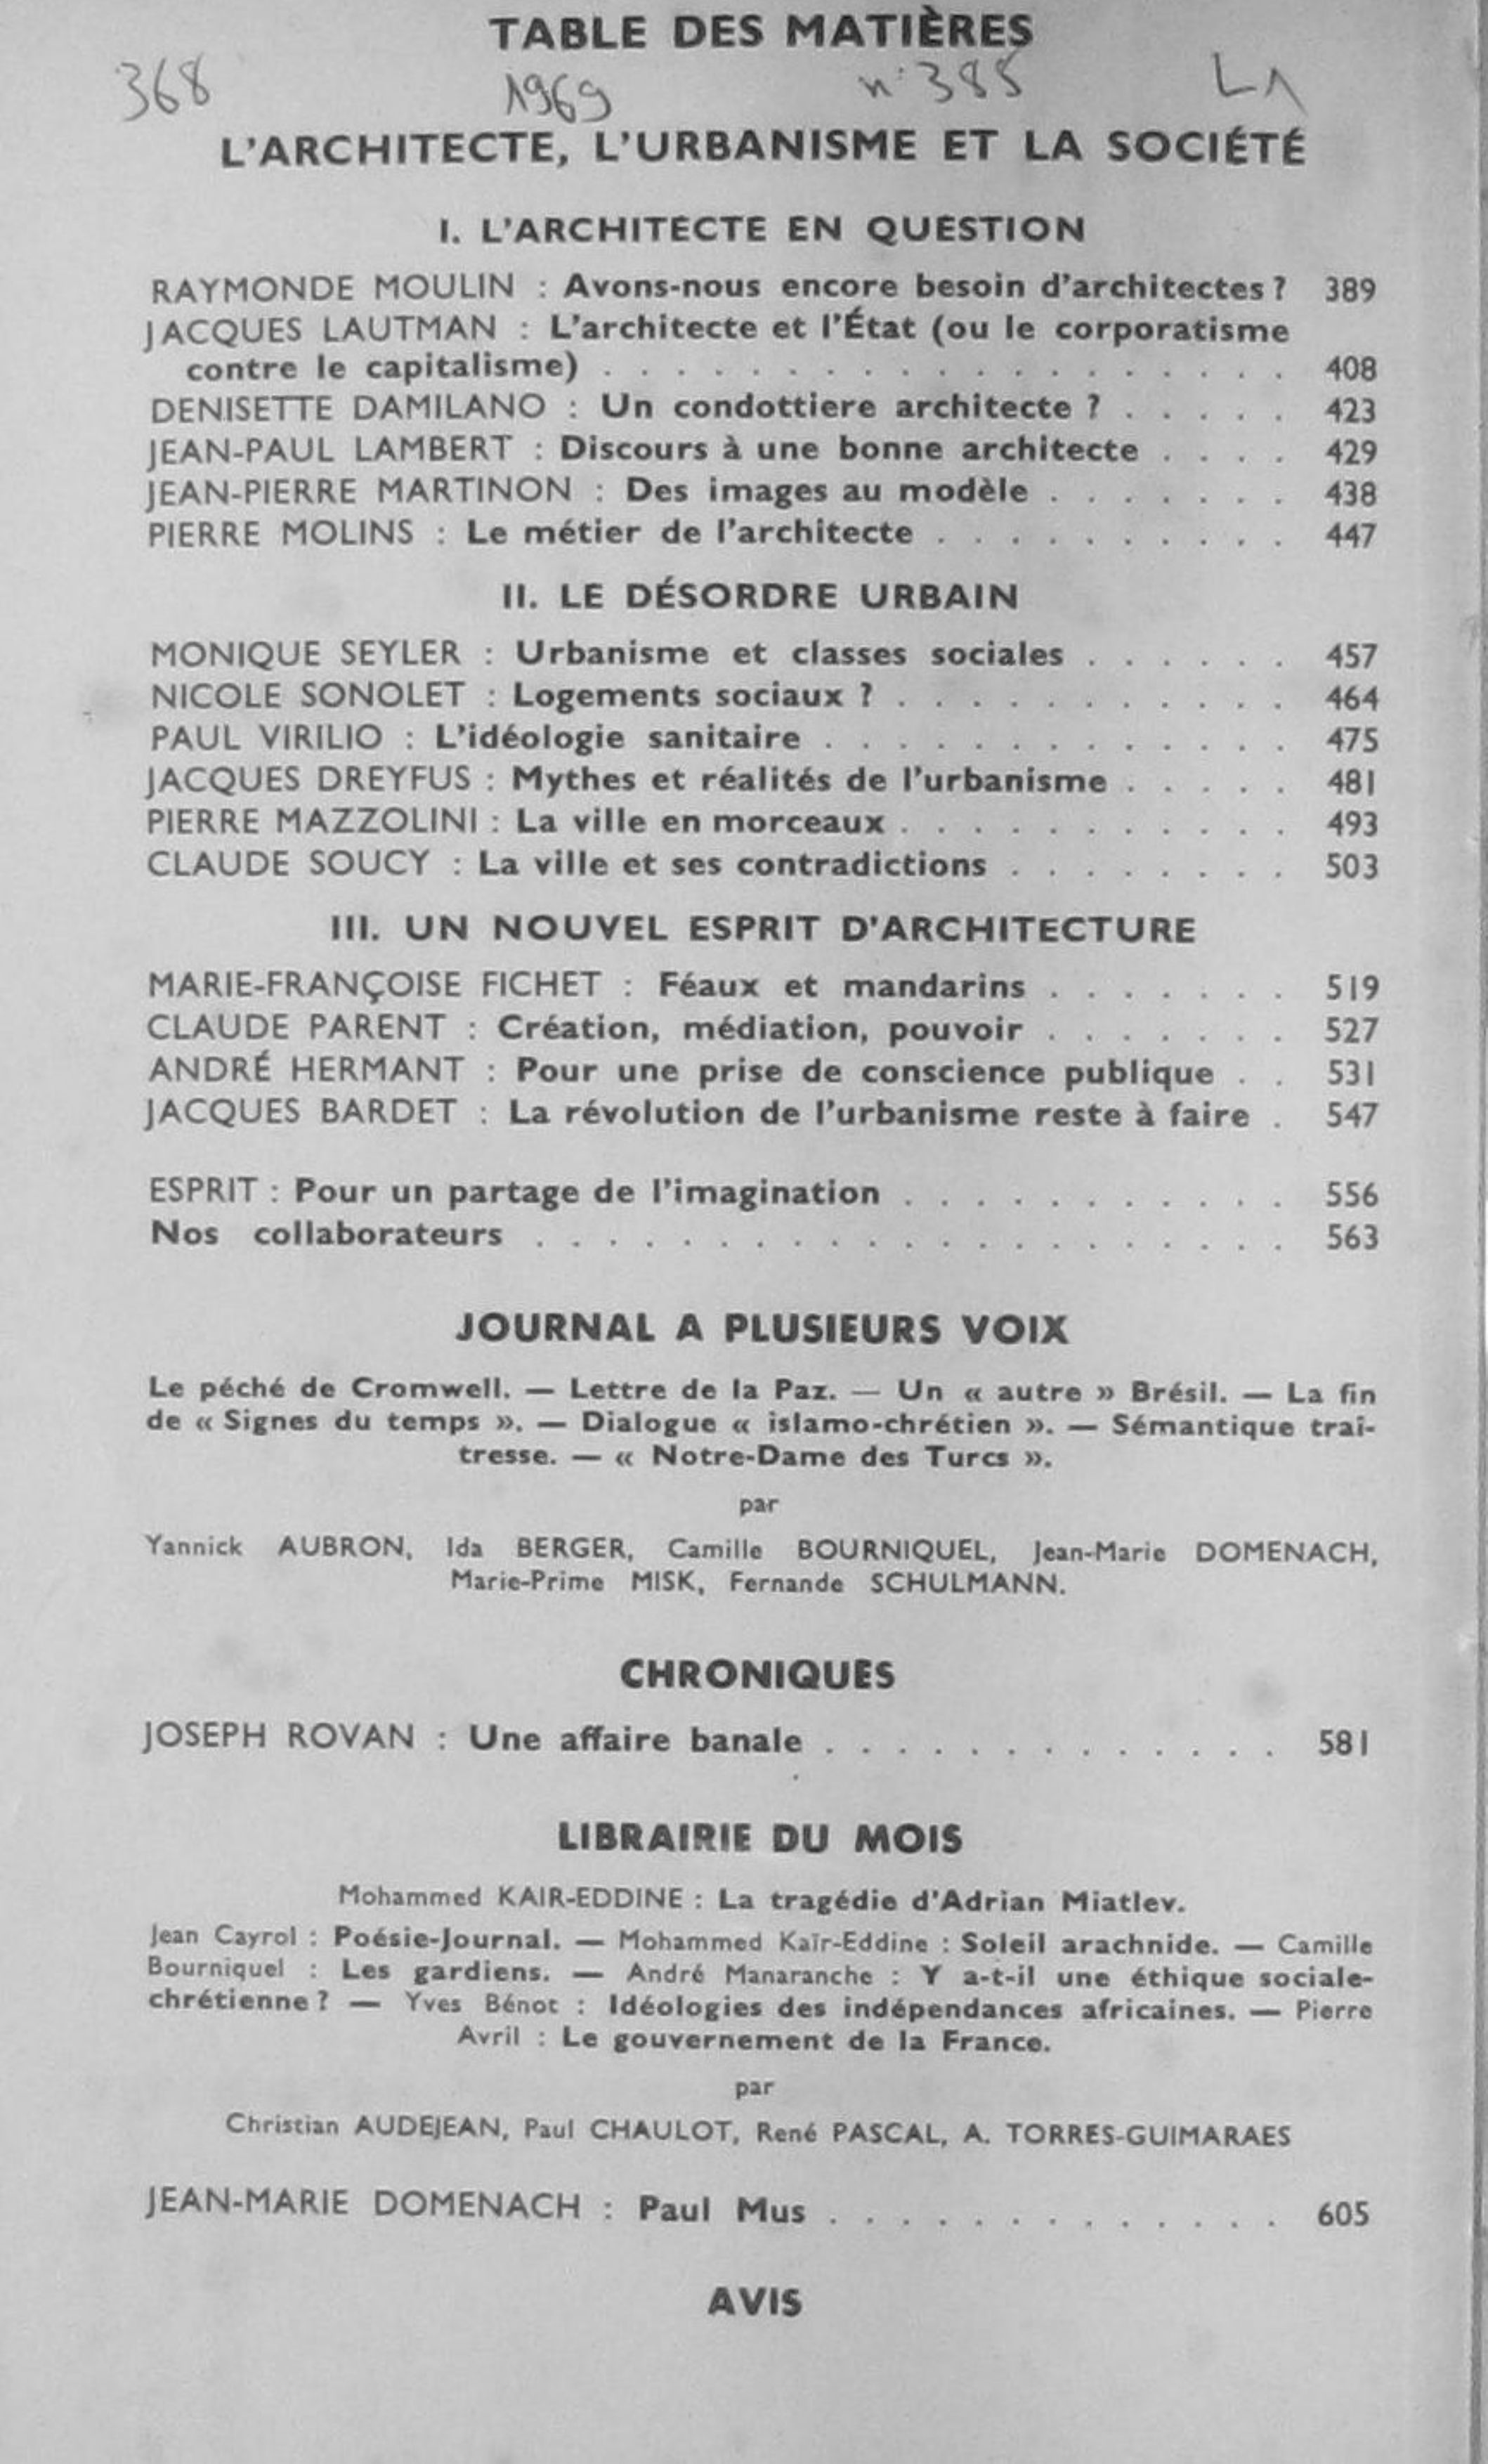 TABLE DES MATIÈRES
368 1969 n° 385 L1
L'ARCHITECTE, L'URBANISME ET LA SOCIÉTÉ
I. L'ARCHITECTE EN QUESTION
RAYMONDE MOULIN : Avons-nous encore besoin d'architectes ? 389
JACQUES LAUTMAN : L'architecte et l'État (ou le corporatisme
contre le capitalisme) . . . . . . . . . . . . . . . . . . . 408
DENISETTE DAMILANO : Un condottiere architecte ? . . . . . 423
JEAN-PAUL LAMBERT : Discours à une bonne architecte . . . . 429
JEAN-PIERRE MARTINON : Des images au modèle . . . . . . . 438
PIERRE MOLINS : Le métier de l'architecte . . . . . . . . . . 447
II. LE DÉSORDRE URBAIN
MONIQUE SEYLER : Urbanisme et classes sociales . . . . . . 457
NICOLE SONOLET : Logements sociaux ? . . . . . . . . . . . 464
PAUL VIRILIO : L'idéologie sanitaire . . . . . . . . . . . . . 475
JACQUES DREYFUS : Mythes et réalités de l'urbanisme . . . . . 481
PIERRE MAZZOLINI : La ville en morceaux . . . . . . . . . . . 493
CLAUDE SOUCY : La ville et ses contradictions . . . . . . . . 503
III. UN NOUVEL ESPRIT D'ARCHITECTURE
MARIE-FRANÇOISE FICHET : Féaux et mandarins . . . . . . . 519
CLAUDE PARENT : Création, médiation, pouvoir . . . . . . . 527
ANDRÉ HERMANT : Pour une prise de conscience publique . . 531
JACQUES BARDET : La révolution de l'urbanisme reste à faire . 547
ESPRIT : Pour un partage de l'imagination . . . . . . . . . . . 556
Nos collaborateurs . . . . . . . . . . . . . . . . . . . . . 563
JOURNAL A PLUSIEURS VOIX
Le péché de Cromwell. — Lettre de la Paz. — Un « autre » Brésil. — La fin
de « Signes du temps ». — Dialogue « islamo-chrétien ». — Sémantique traî-
tresse. — « Notre-Dame des Turcs ».
par
Yannick AUBRON, Ida BERGER, Camille BOURNIQUEL, Jean-Marie DOMENACH,
Marie-Prime MISK, Fernande SCHULMANN.
CHRONIQUES
JOSEPH ROVAN : Une affaire banale . . . . . . . . . . . . . 581
LIBRAIRIE DU MOIS
Mohammed KAIR-EDDINE : La tragédie d'Adrian Miatlev.
Jean Cayrol : Poésie-Journal. — Mohammed Kaïr-Eddine : Soleil arachnide. — Camille
Bourniquel : Les gardiens. — André Manaranche : Y a-t-il une éthique sociale-
chrétienne ? — Yves Bénot : Idéologies des indépendances africaines. — Pierre
Avril : Le gouvernement de la France.
par
Christian AUDEJEAN, Paul CHAULOT, René PASCAL, A. TORRES-GUIMARAES
JEAN-MARIE DOMENACH : Paul Mus . . . . . . . . . . . . . 605
AVIS